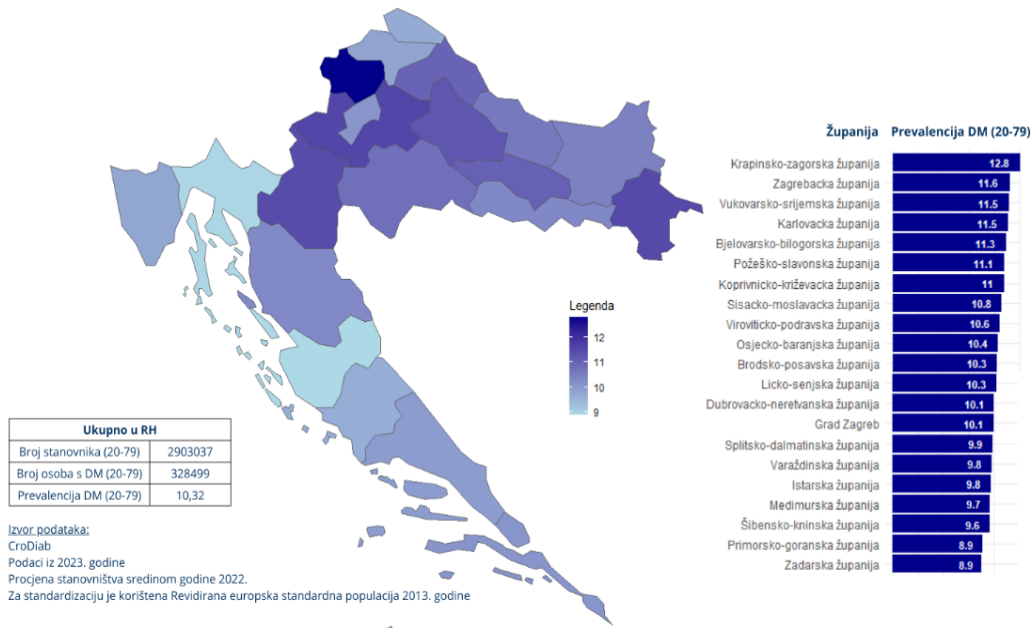 Županija Prevalencija DM (20-79)
Krapinsko-zagorska županija 12.8
Zagrebacka županija 11.6
Vukovarsko-srijemska županija 11.5
Karlovacka županija 11.5
Bjelovarsko-bilogorska županija 11.3
Požeško-slavonska županija 11.1
Koprivnicko-križevacka županija 11
Sisacko-moslavacka županija 10.8
Viroviticko-podravska županija 10.6
Osjecko-baranjska županija 10.4
Brodsko-posavska županija 10.3
Licko-senjska županija 10.3
Dubrovacko-neretvanska županija 10.1
Grad Zagreb 10.1
Splitsko-dalmatinska županija 9.9
Varaždinska županija 9.8
Istarska županija 9.8
Medimurska županija 9.7
Šibensko-kninska županija 9.6
Primorsko-goranska županija 8.9
Zadarska županija 8.9
Legenda
12
11
10
9
Ukupno u RH
Broj stanovnika (20-79) 2903037
Broj osoba s DM (20-79) 328499
Prevalencija DM (20-79) 10,32
Izvor podataka:
CroDiab
Podaci iz 2023. godine
Procjena stanovništva sredinom godine 2022.
Za standardizaciju je korištena Revidirana europska standardna populacija 2013. godine